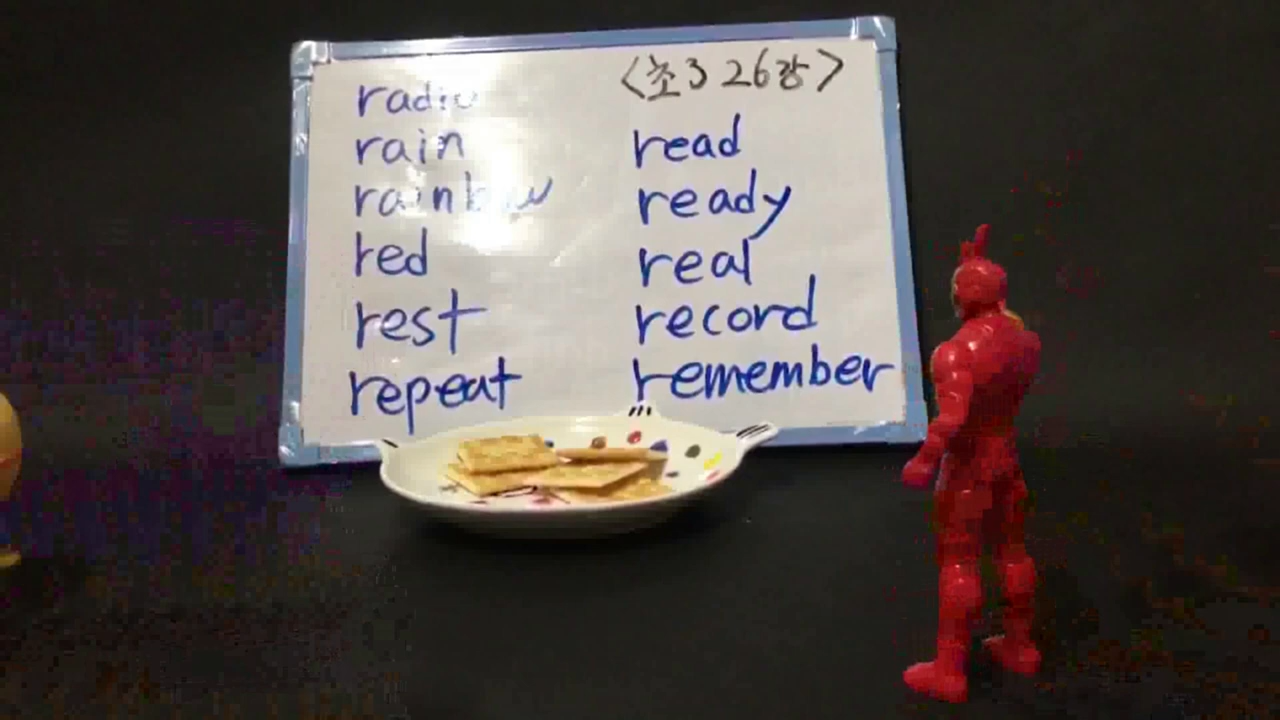 radio
rain
rainbow
red
rest
repeat
<초3 26강>
read
ready
real
record
remember